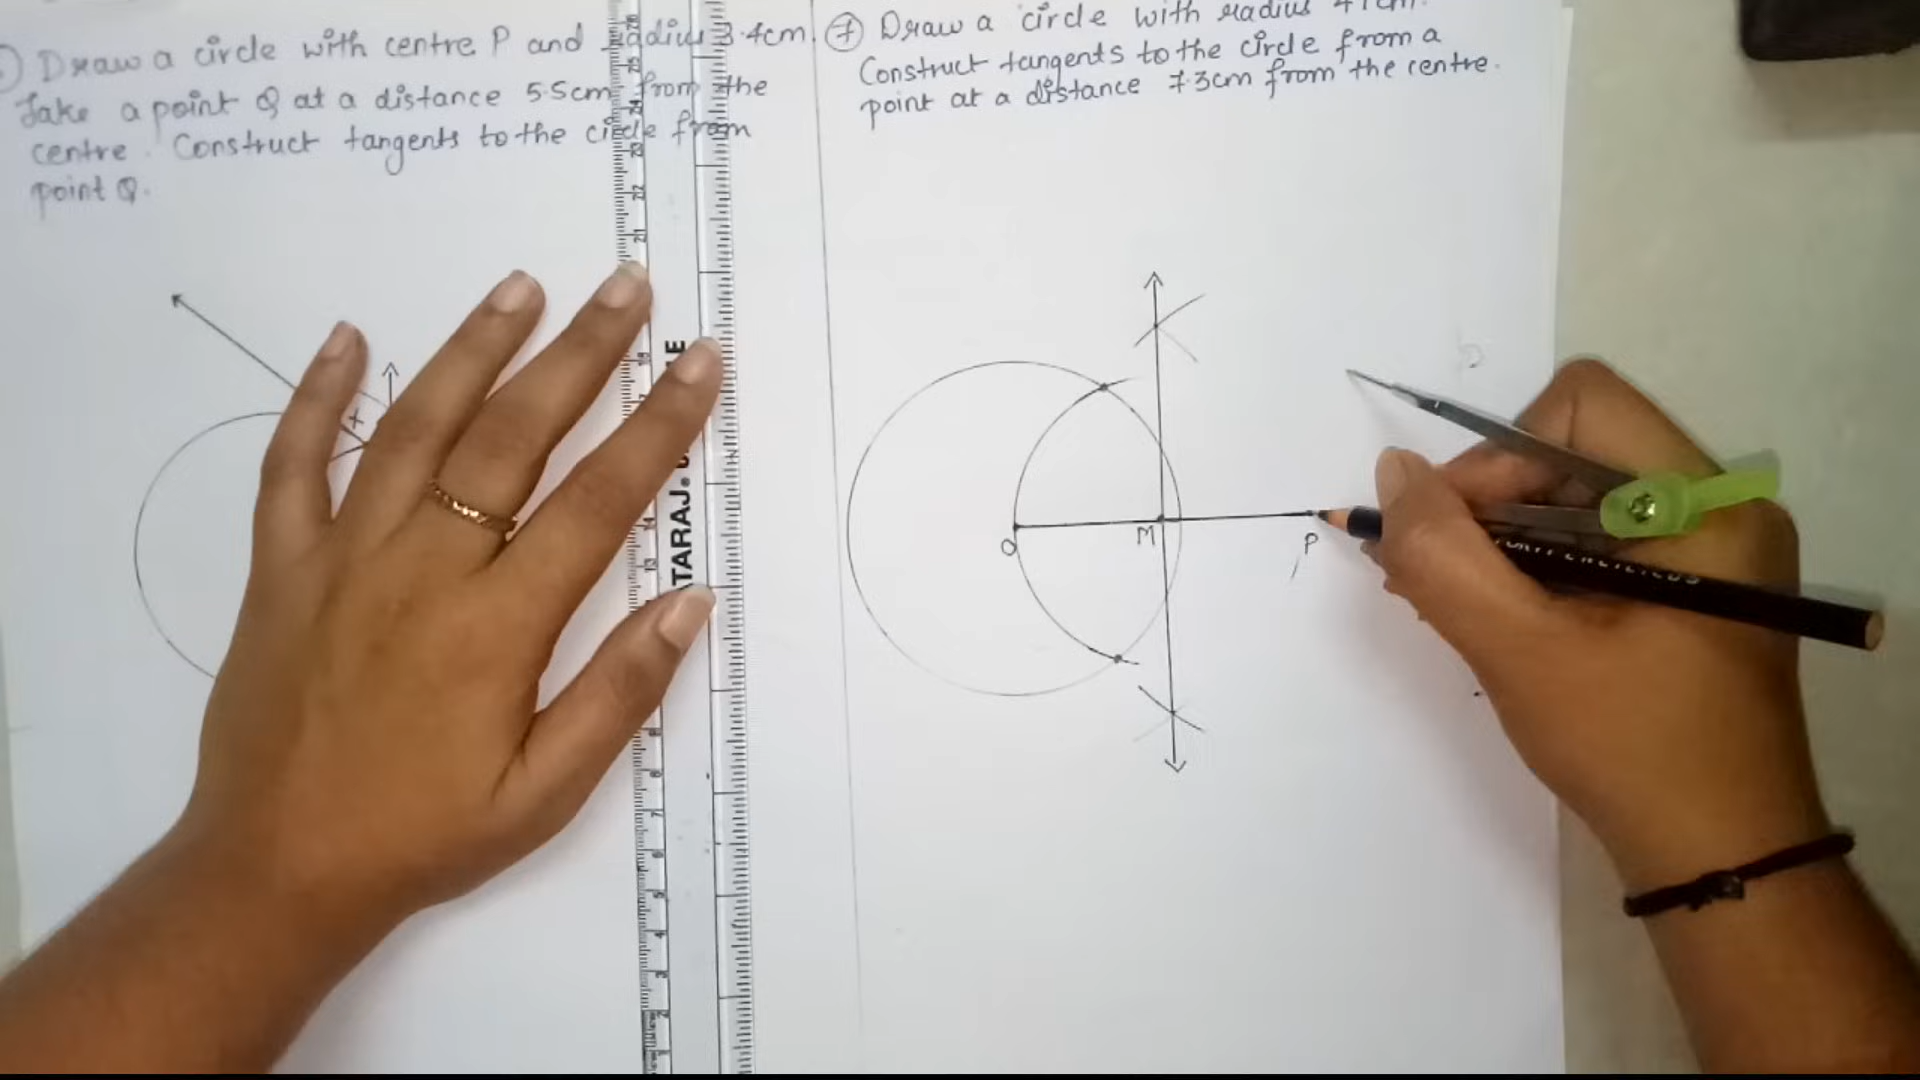 Draw a circle with centre P and radius 3.4cm.
Take a point Q at a distance 5.5cm from the
centre. Construct tangents to the circle from
point Q.
⑦ Draw a circle with radius
Construct tangents to the circle from a
point at a distance 7.3cm from the centre.
O M P
ATARAJ.